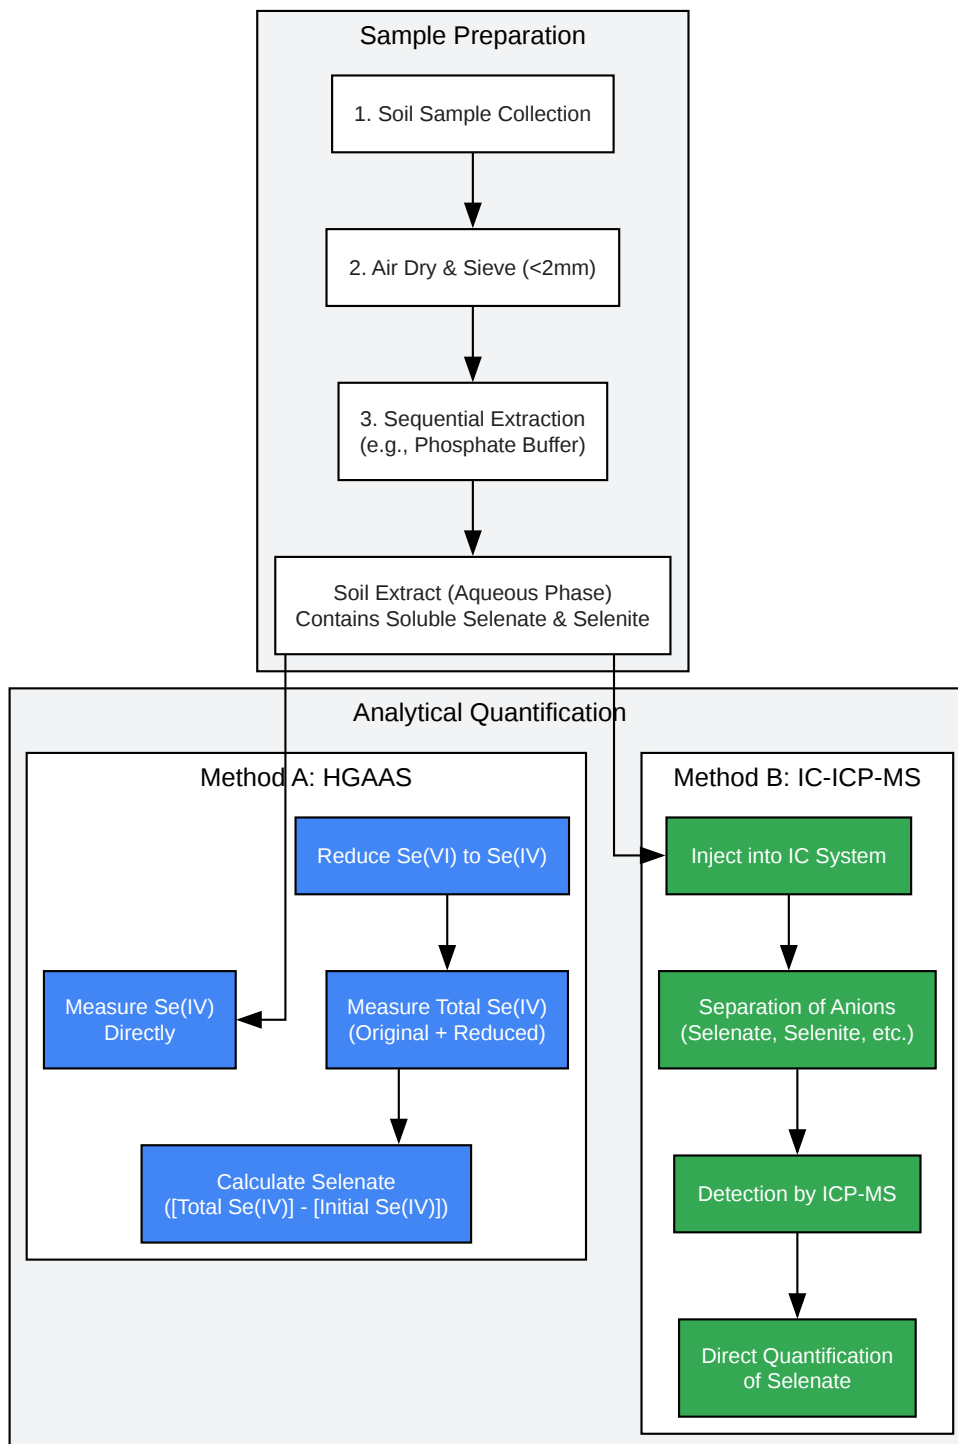 Sample Preparation
1. Soil Sample Collection
2. Air Dry & Sieve (<2mm)
3. Sequential Extraction
(e.g., Phosphate Buffer)
Soil Extract (Aqueous Phase)
Contains Soluble Selenate & Selenite
Analytical Quantification
Method A: HGAAS
Reduce Se(VI) to Se(IV)
Measure Se(IV)
Directly
Measure Total Se(IV)
(Original + Reduced)
Calculate Selenate
([Total Se(IV)] - [Initial Se(IV)])
Method B: IC-ICP-MS
Inject into IC System
Separation of Anions
(Selenate, Selenite, etc.)
Detection by ICP-MS
Direct Quantification
of Selenate